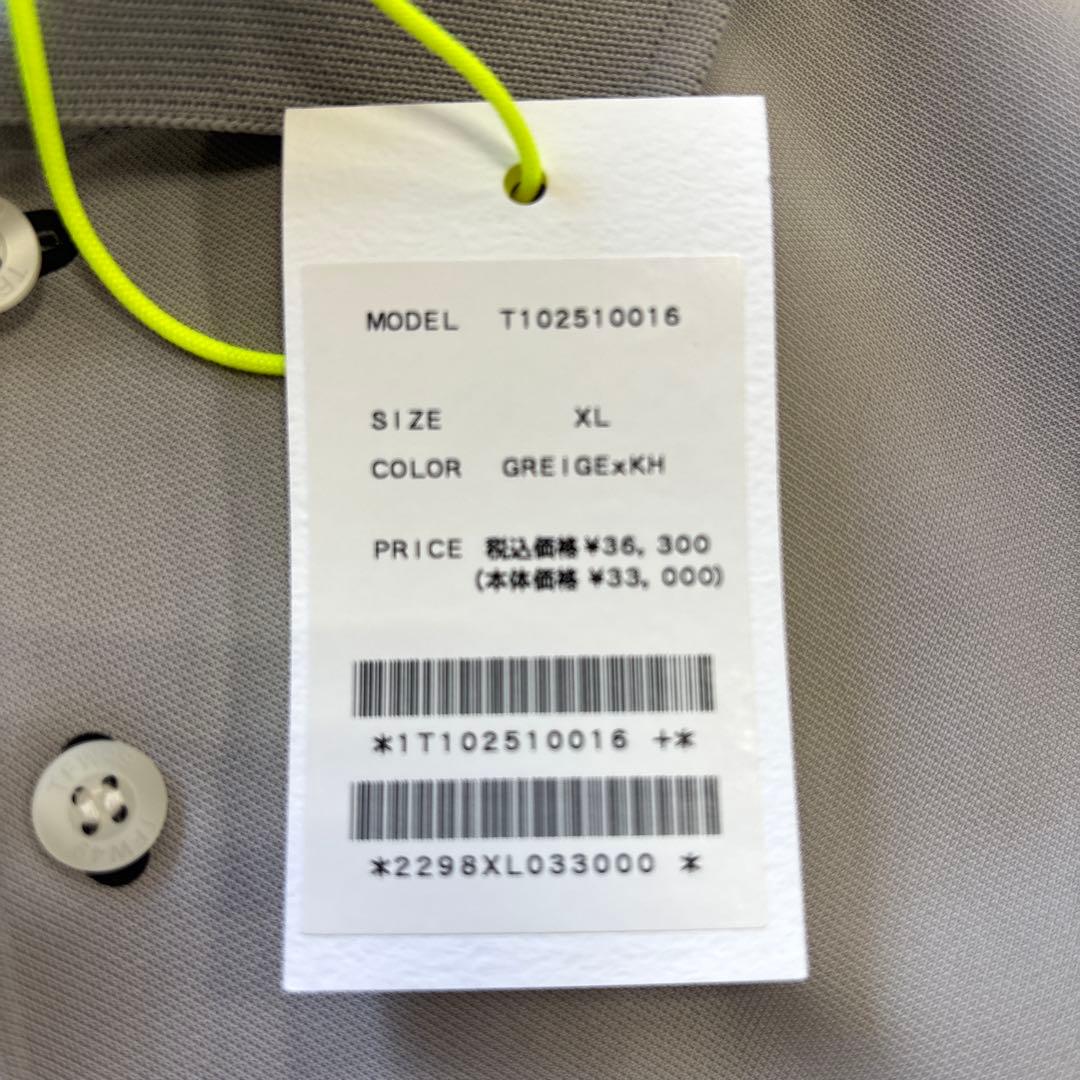 MODEL T102510016
SIZE XL
COLOR GREIGExKH
PRICE 税込価格 ¥36, 300
(本体価格 ¥33, 000)
*1T102510016 +*
*2298XL033000 *